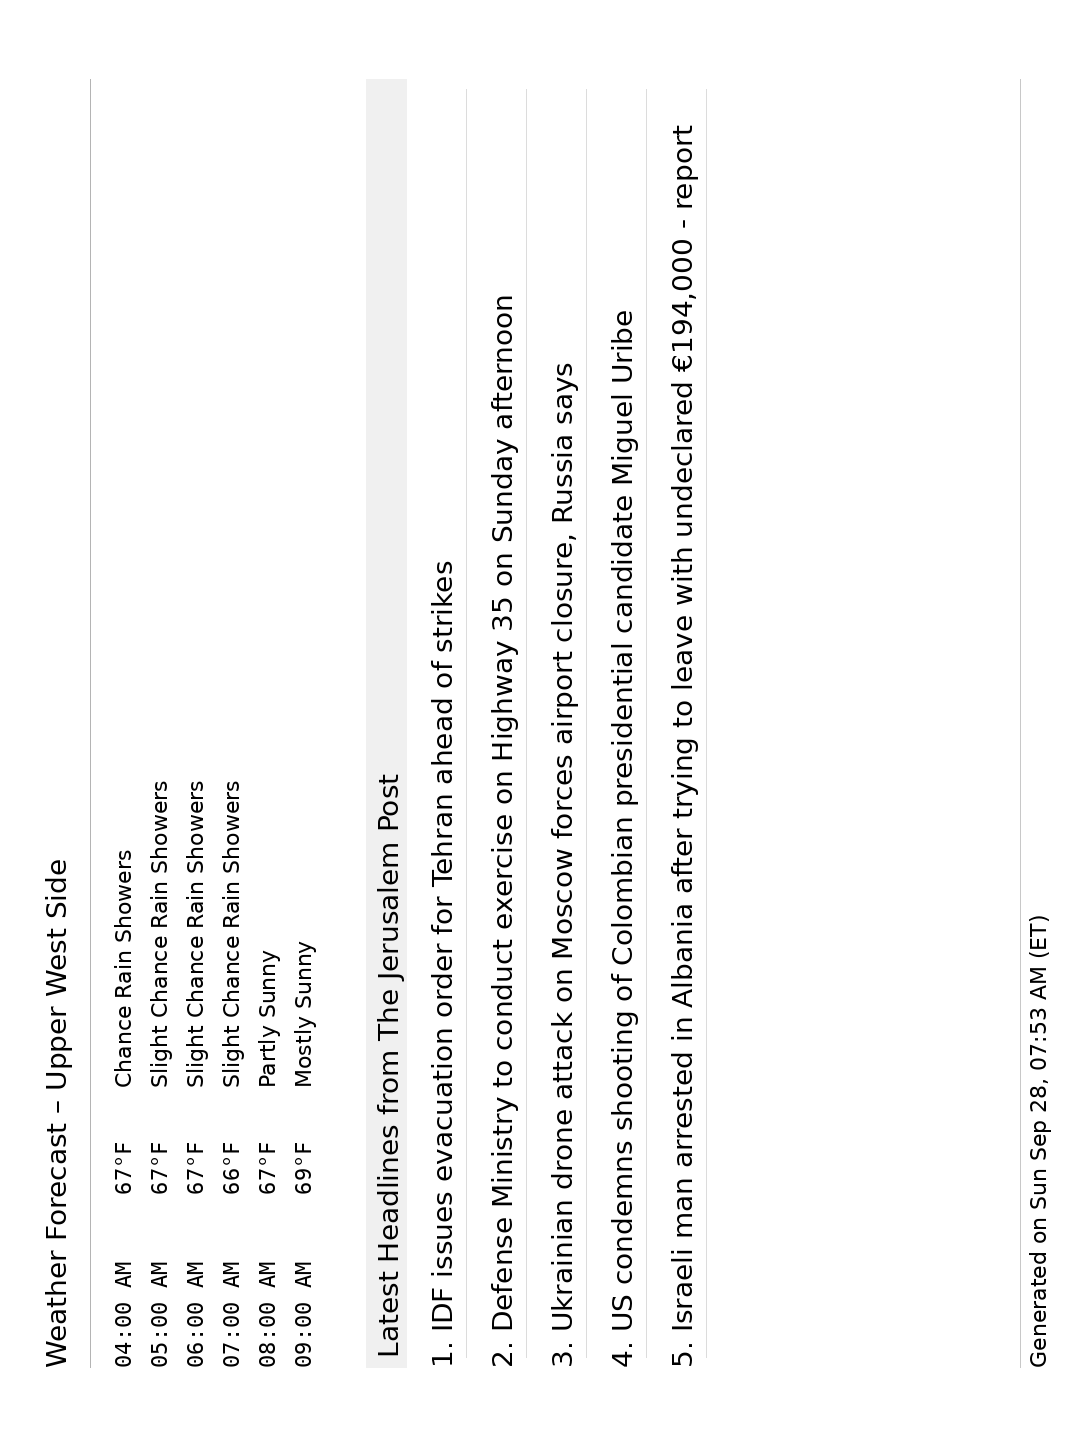 Weather Forecast – Upper West Side
04:00 AM 67°F Chance Rain Showers
05:00 AM 67°F Slight Chance Rain Showers
06:00 AM 67°F Slight Chance Rain Showers
07:00 AM 66°F Slight Chance Rain Showers
08:00 AM 67°F Partly Sunny
09:00 AM 69°F Mostly Sunny
Latest Headlines from The Jerusalem Post
1. IDF issues evacuation order for Tehran ahead of strikes
2. Defense Ministry to conduct exercise on Highway 35 on Sunday afternoon
3. Ukrainian drone attack on Moscow forces airport closure, Russia says
4. US condemns shooting of Colombian presidential candidate Miguel Uribe
5. Israeli man arrested in Albania after trying to leave with undeclared €194,000 - report
Generated on Sun Sep 28, 07:53 AM (ET)